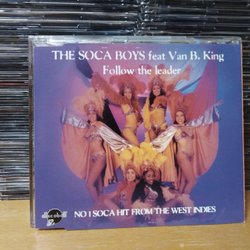 THE SOCA BOYS feat Van B. King
Follow the leader
NO 1 SOCA HIT FROM THE WEST INDIES